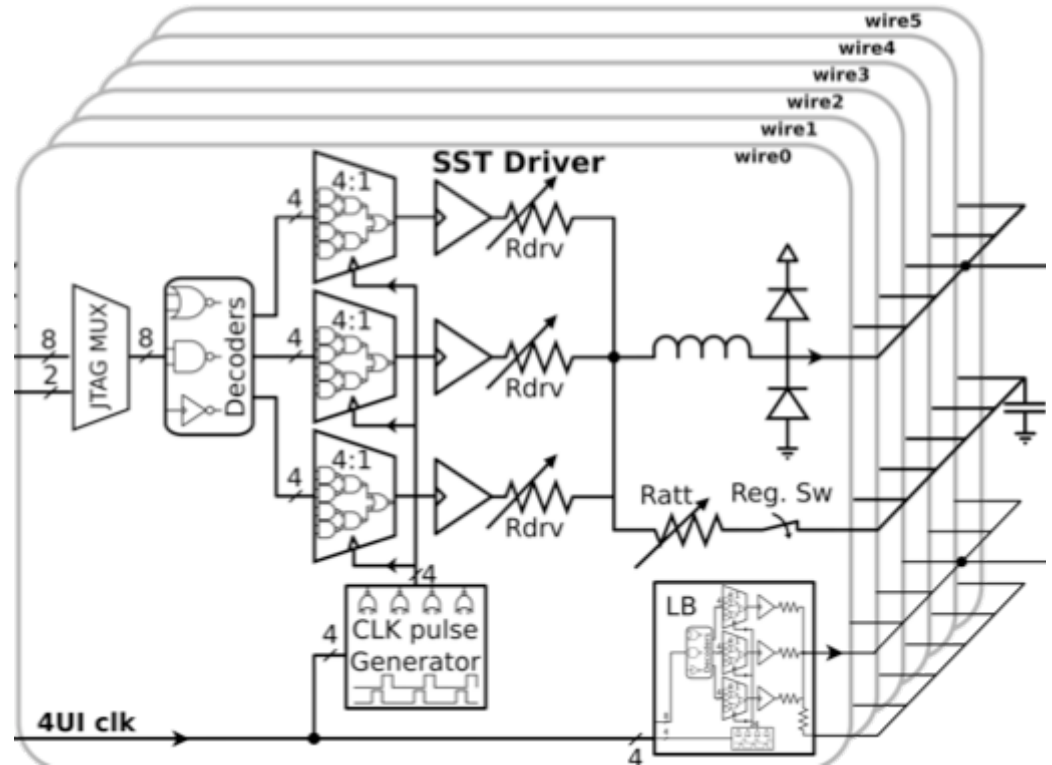 wire5
wire4
wire3
wire2
wire1
wire0
SST Driver
4:1
4
Rdrv
JTAG MUX
8
2
8
Decoders
4:1
4
Rdrv
4:1
4
Rdrv
Ratt
Reg. Sw
4
CLK pulse
Generator
4
LB
4UI clk
4